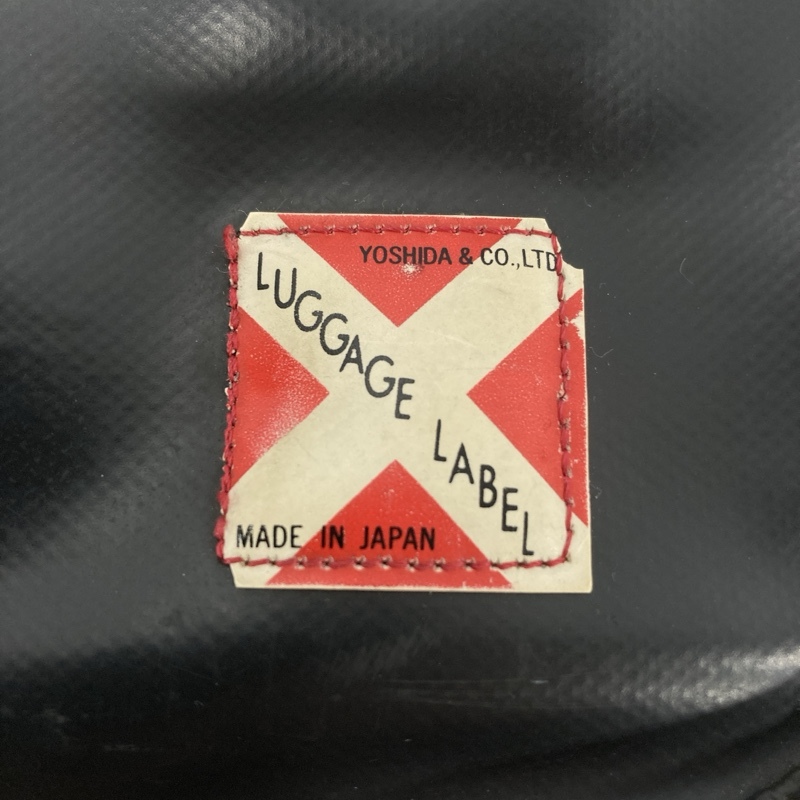 YOSHIDA & CO.,LTD
LUGGAGE LABEL
MADE IN JAPAN